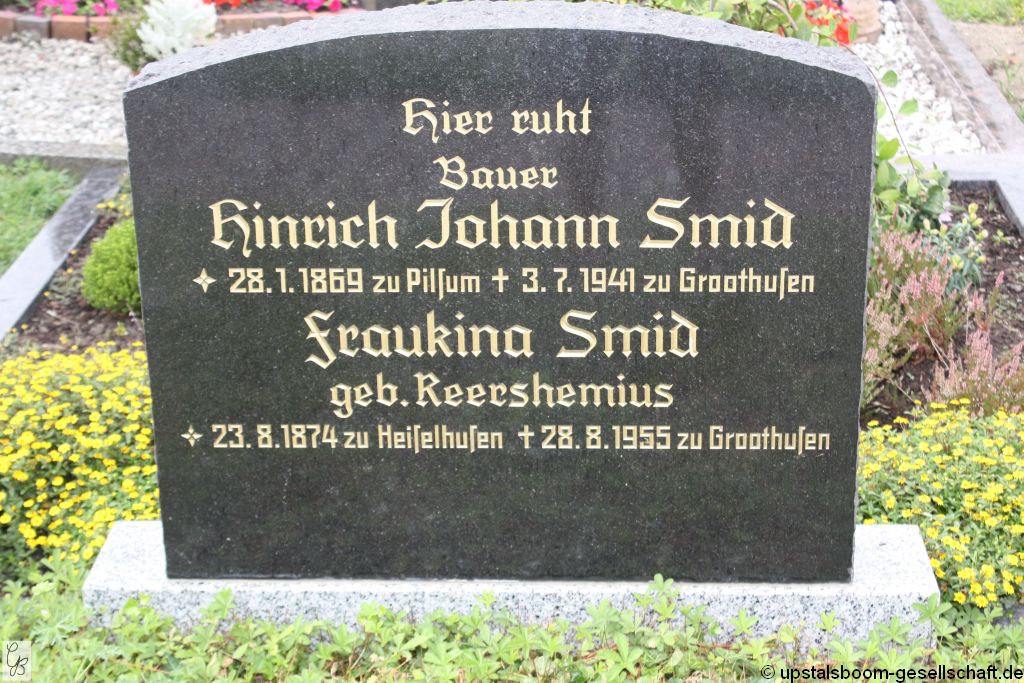 Hier ruht
Bauer
Hinrich Johann Smid
28.1.1869 zu Pilſum ✝ 3.7.1941 zu Groothuſen
Fraukina Smid
geb. Reershemius
23.8.1874 zu Heiſelhuſen ✝ 28.8.1955 zu Groothuſen
GB
© upstalsboom-gesellschaft.de